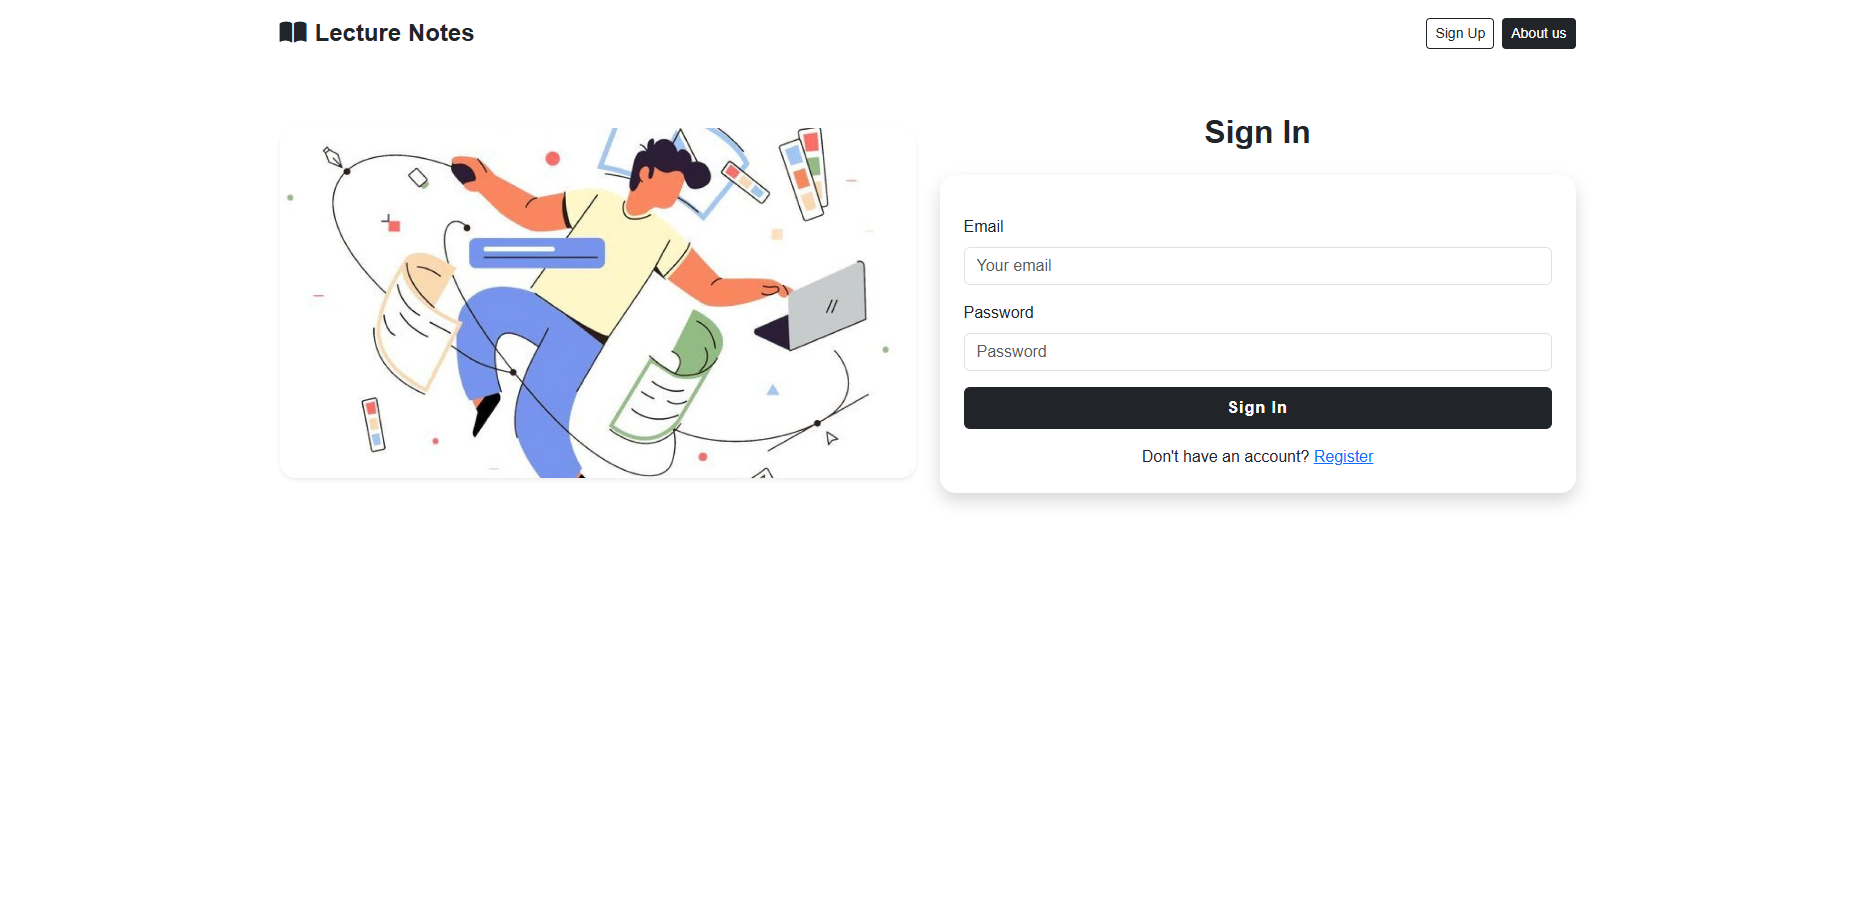 Lecture Notes
Sign Up
About us
Sign In
Email
Your email
Password
Password
Sign In
Don't have an account? Register